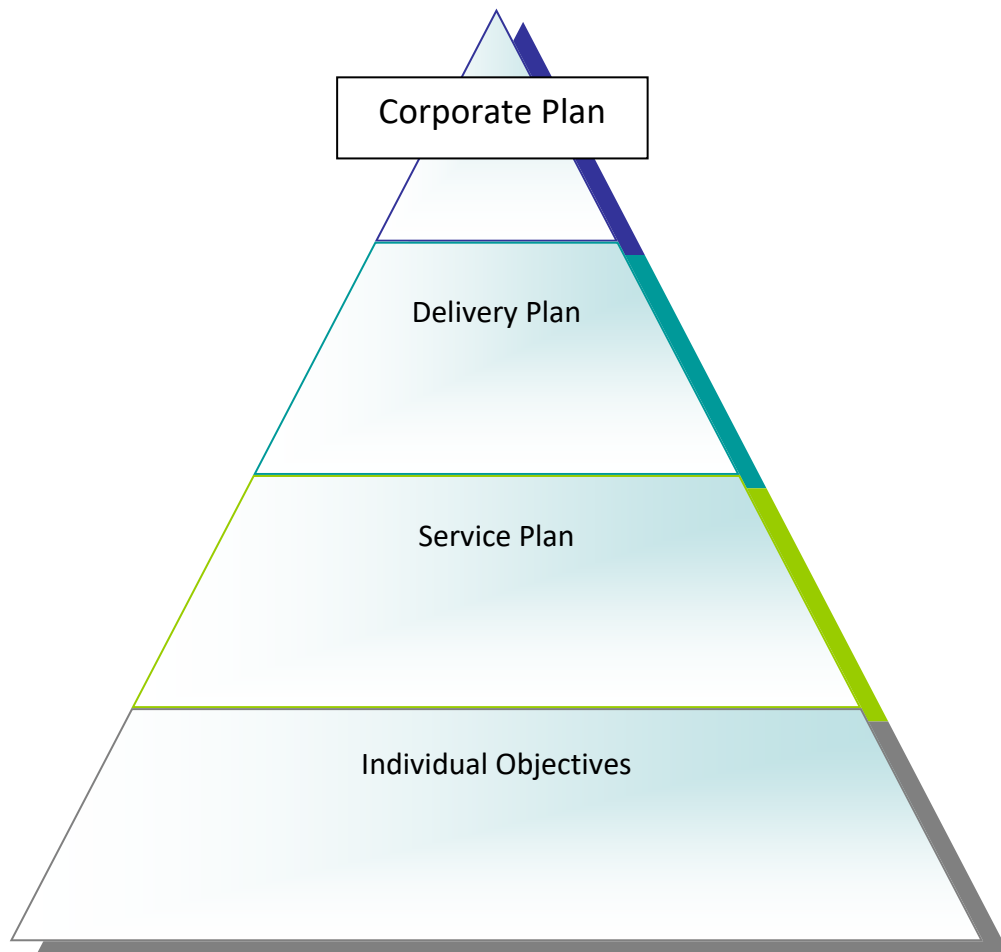 Corporate Plan
Delivery Plan
Service Plan
Individual Objectives